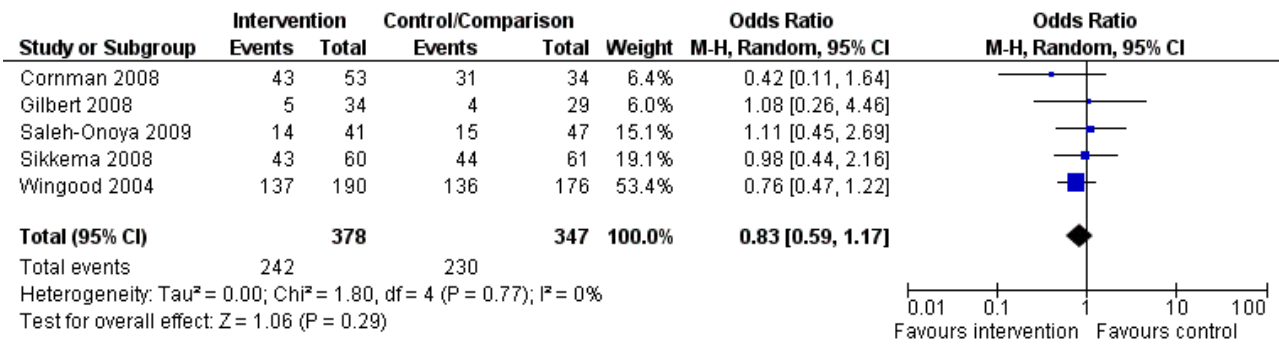 Intervention Control/Comparison Odds Ratio Odds Ratio
Study or Subgroup Events Total Events Total Weight M-H, Random, 95% CI M-H, Random, 95% CI
Cornman 2008 43 53 31 34 6.4% 0.42 [0.11, 1.64]
Gilbert 2008 5 34 4 29 6.0% 1.08 [0.26, 4.46]
Saleh-Onoya 2009 14 41 15 47 15.1% 1.11 [0.45, 2.69]
Sikkema 2008 43 60 44 61 19.1% 0.98 [0.44, 2.16]
Wingood 2004 137 190 136 176 53.4% 0.76 [0.47, 1.22]
Total (95% CI) 378 347 100.0% 0.83 [0.59, 1.17]
Total events 242 230
Heterogeneity: Tau² = 0.00; Chi² = 1.80, df = 4 (P = 0.77); I² = 0%
Test for overall effect: Z = 1.06 (P = 0.29)
0.01 0.1 1 10 100
Favours intervention Favours control